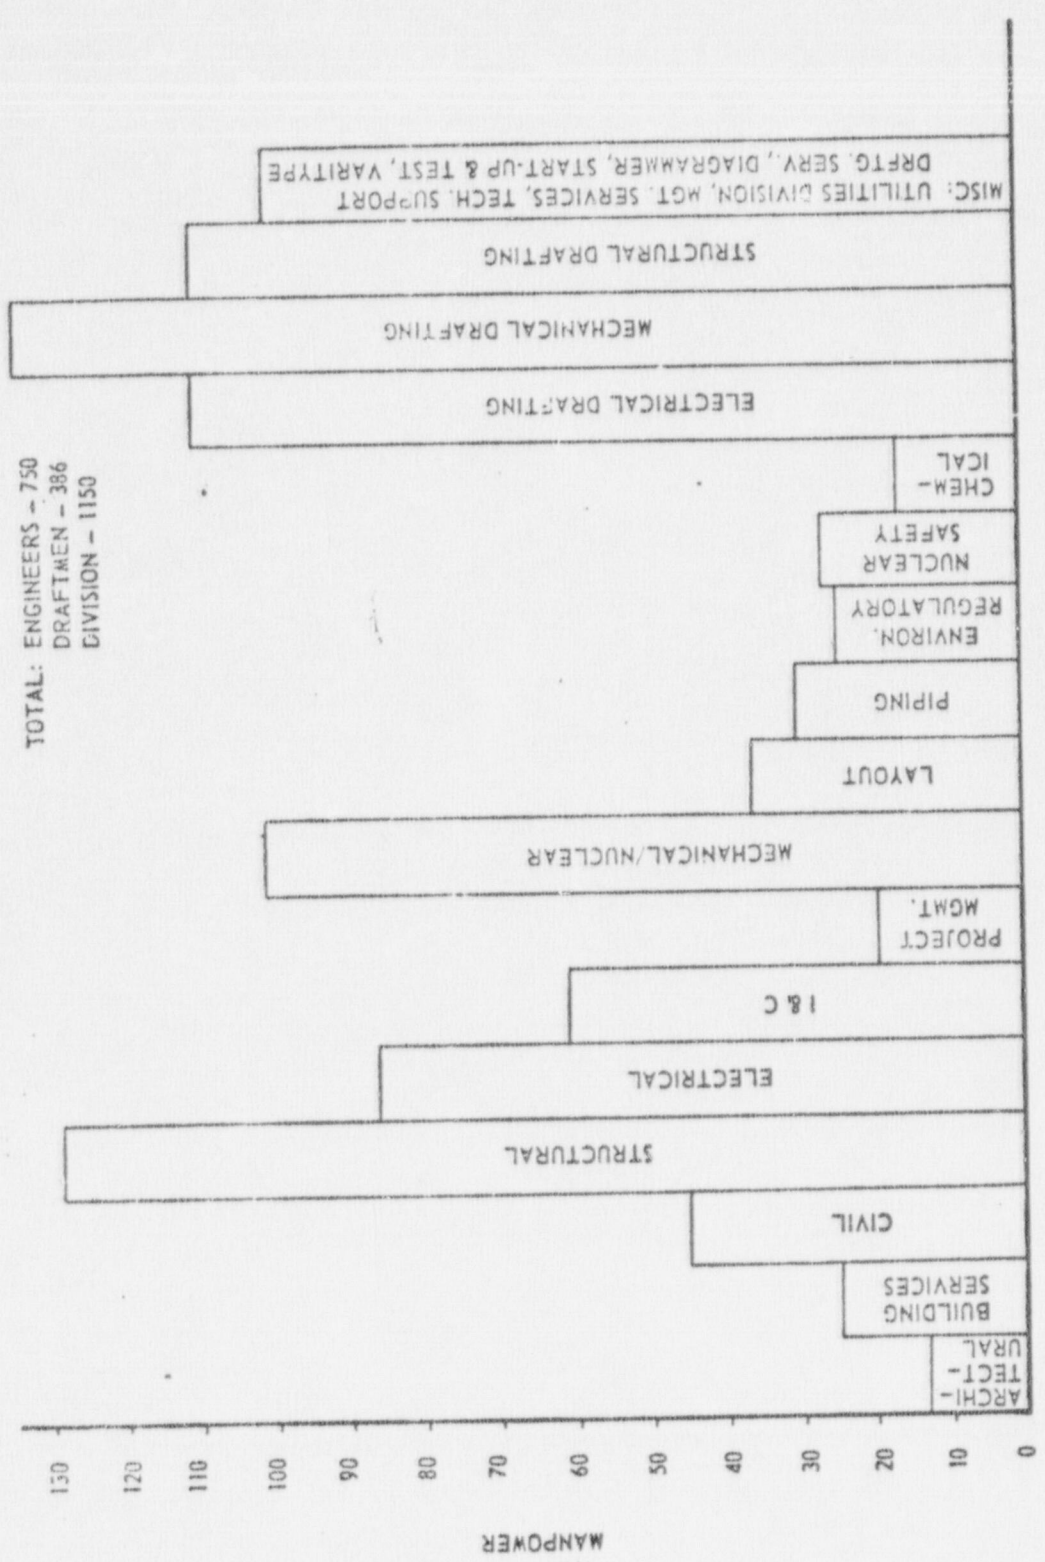 TOTAL: ENGINEERS – 750
DRAFTMEN – 386
DIVISION – 1150
MANPOWER
130
120
110
100
90
80
70
60
50
40
30
20
10
0
ARCHI-
TECT-
URAL
BUILDING
SERVICES
CIVIL
STRUCTURAL
ELECTRICAL
I & C
PROJECT
MGMT.
MECHANICAL/NUCLEAR
LAYOUT
PIPING
ENVIRON.
REGULATORY
NUCLEAR
SAFETY
CHEM-
ICAL
ELECTRICAL DRAFTING
MECHANICAL DRAFTING
STRUCTURAL DRAFTING
MISC: UTILITIES DIVISION, MGT. SERVICES, TECH. SUPPORT
DRFTG. SERV., DIAGRAMMER, START-UP & TEST, VARITYPE